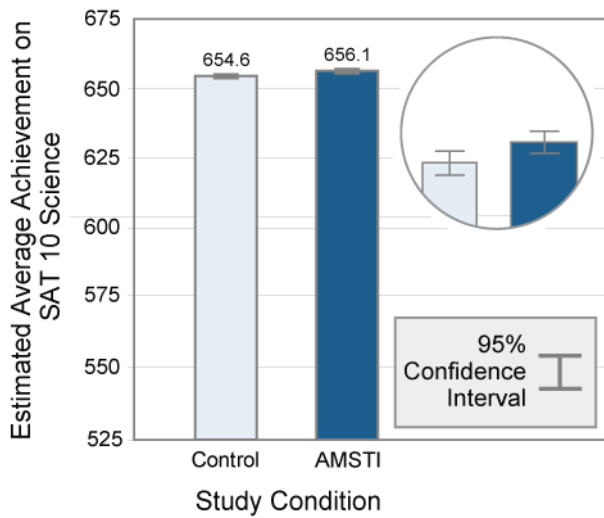 Estimated Average Achievement on
SAT 10 Science
675
650
625
600
575
550
525
654.6
656.1
95%
Confidence
Interval
Control
AMSTI
Study Condition